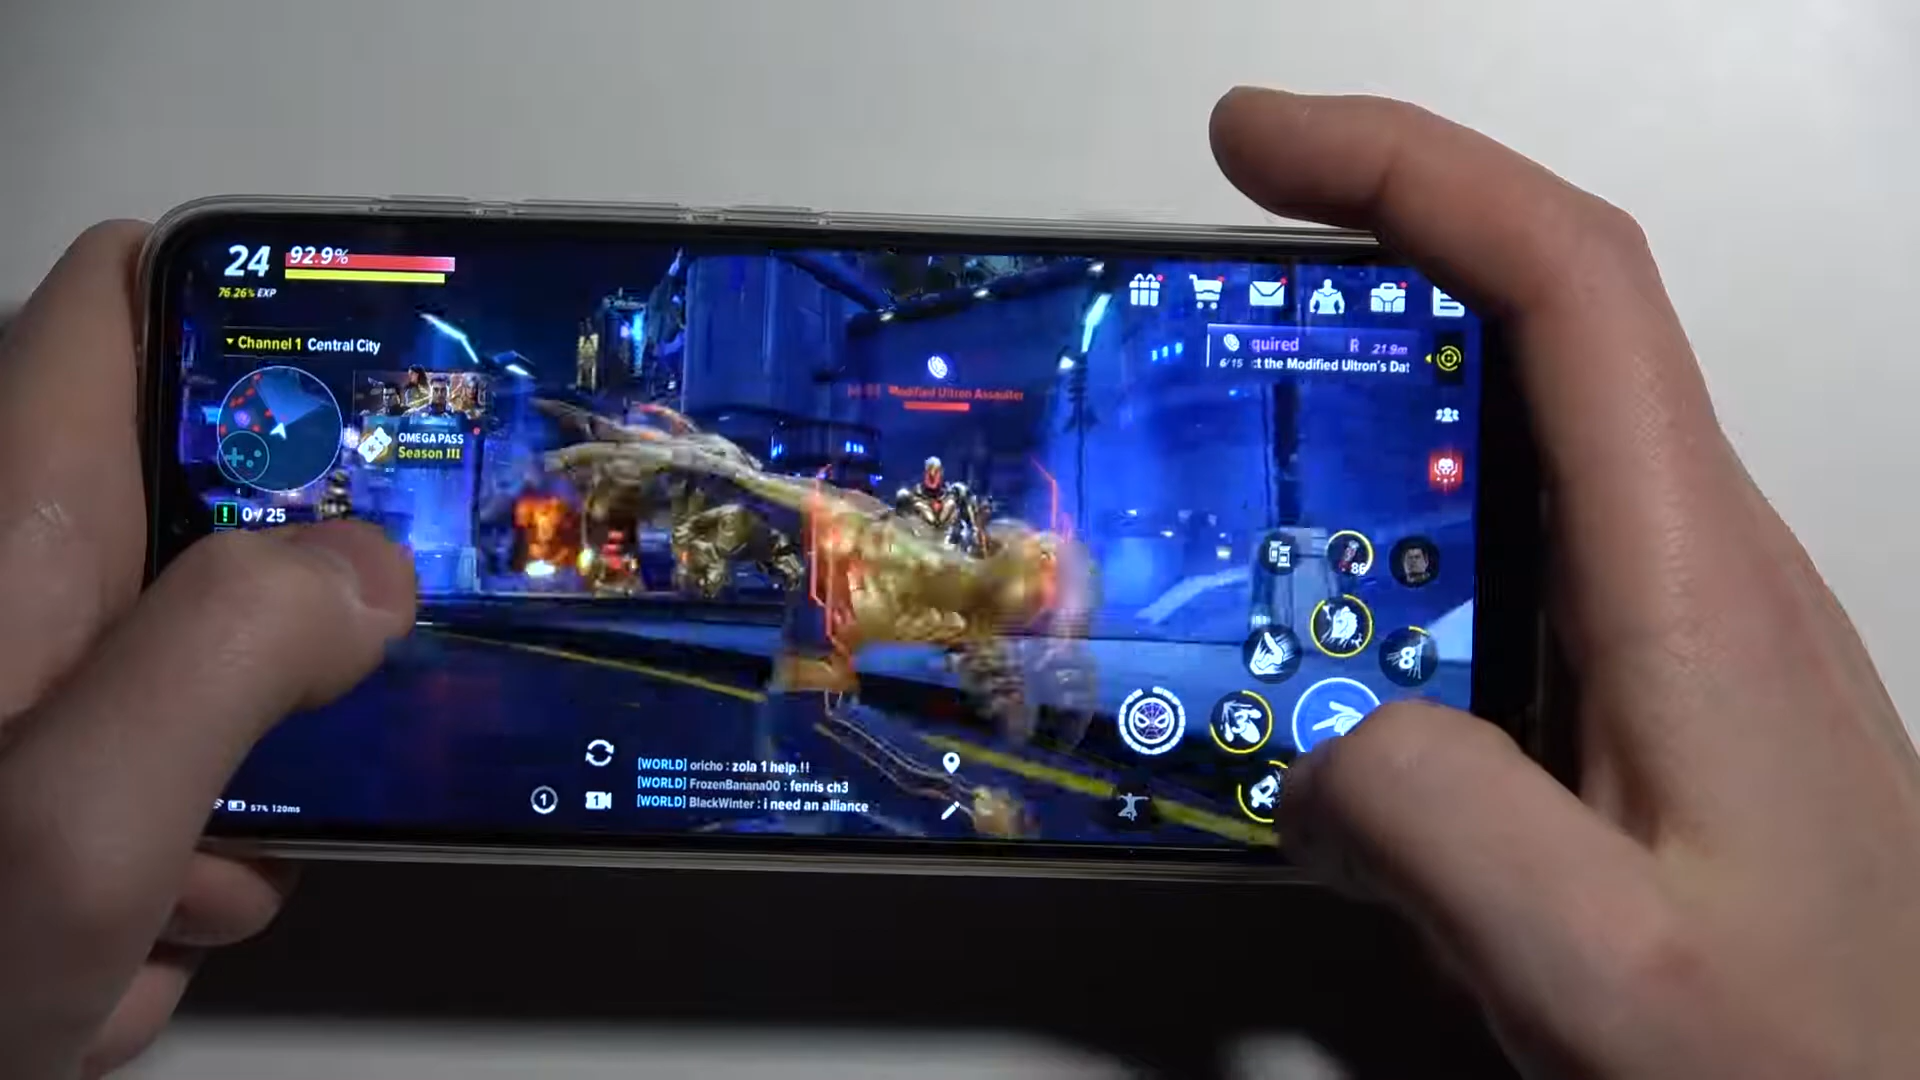 24 92.9%
76.26% EXP
Channel 1 Central City
quired R 21.9m
6/15 :t the Modified Ultron's Dat
Modified Ultron Assaulter
OMEGA PASS
Season III
0/25
86
8
[WORLD] oricho : zola 1 help.!!
[WORLD] FrozenBanana00 : fenris ch3
[WORLD] BlackWinter : i need an alliance
1
1
57% 120ms